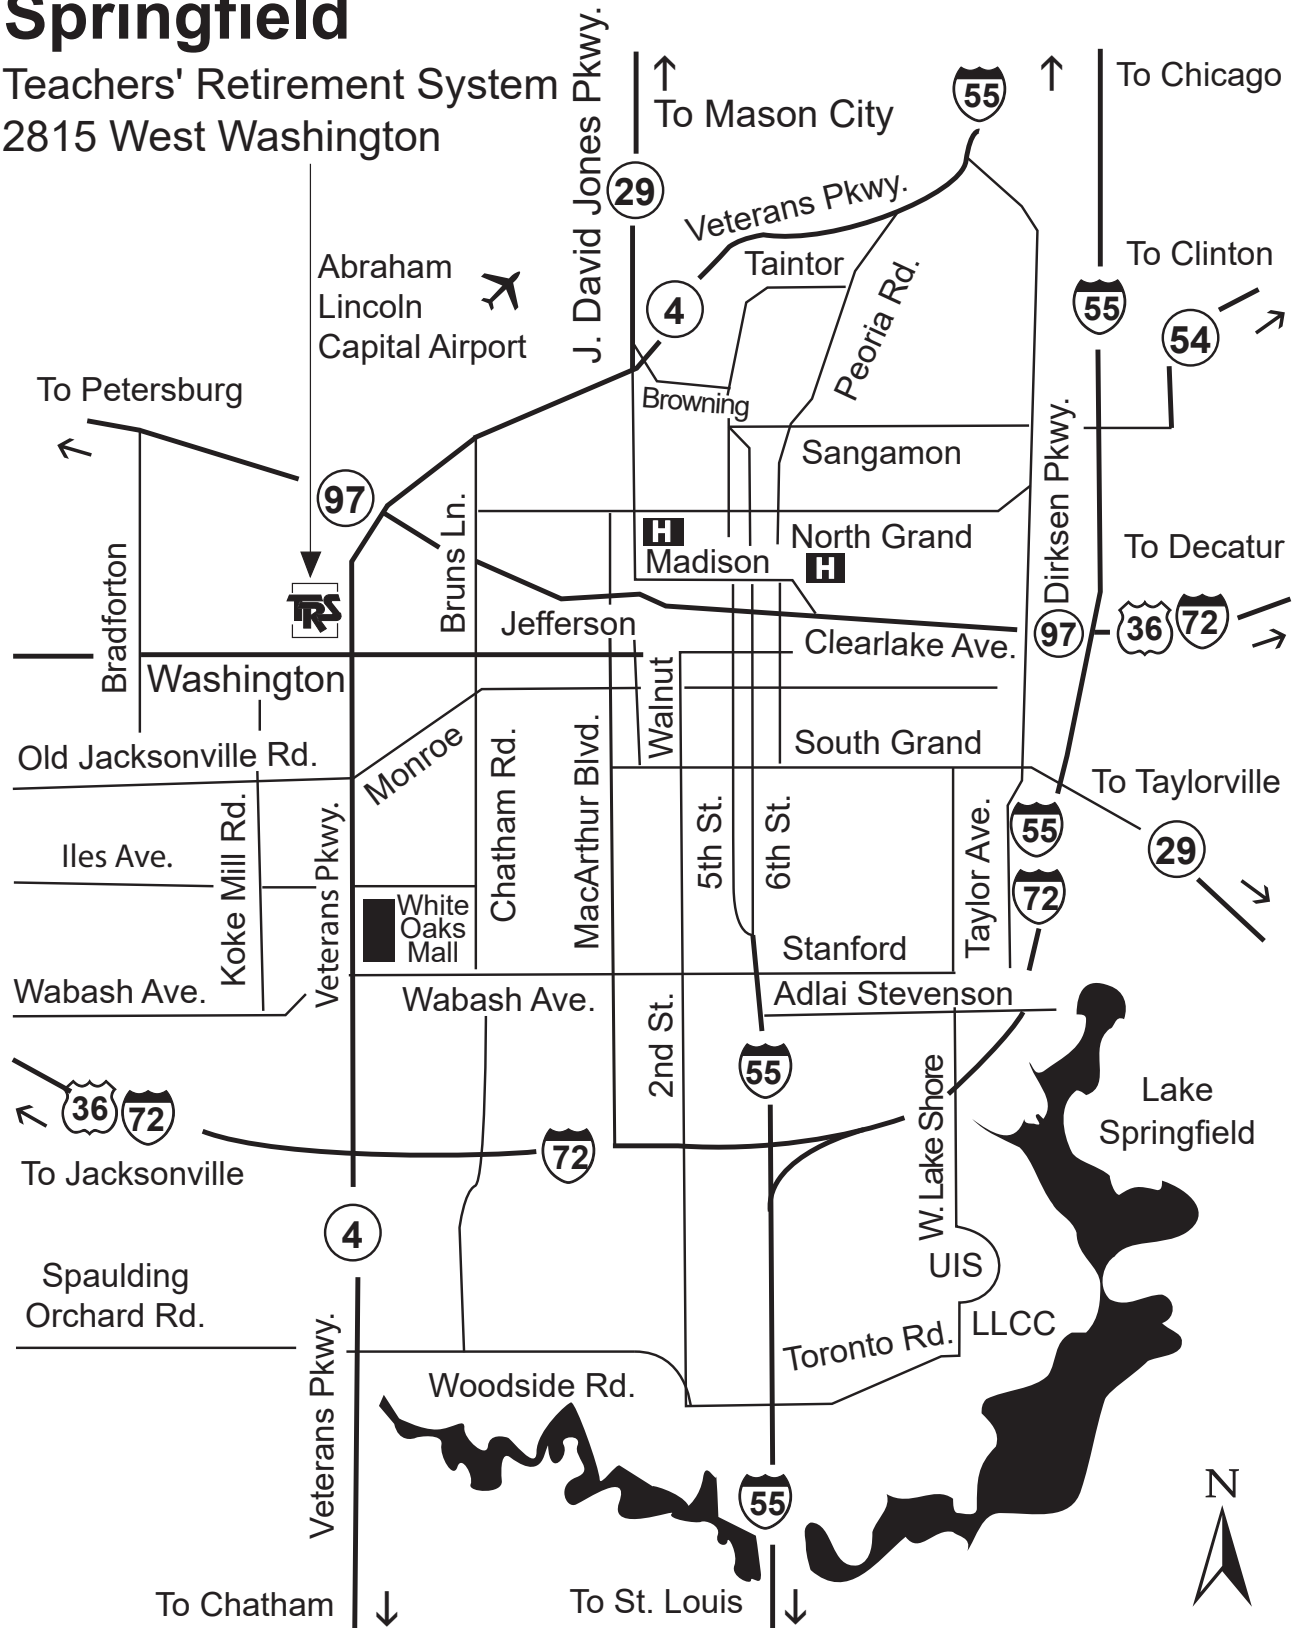 Springfield
Teachers' Retirement System
2815 West Washington
J. David Jones Pkwy.
To Mason City
55
To Chicago
29
Veterans Pkwy.
Taintor
To Clinton
Abraham
Lincoln
Capital Airport
4
Peoria Rd.
55
54
To Petersburg
Browning
Sangamon
Dirksen Pkwy.
97
Bruns Ln.
H
Madison
North Grand
H
To Decatur
Bradforton
TRS
Jefferson
Clearlake Ave.
97
36
72
Washington
Walnut
Old Jacksonville Rd.
Monroe
Chatham Rd.
MacArthur Blvd.
South Grand
To Taylorville
Koke Mill Rd.
Veterans Pkwy.
5th St.
6th St.
Taylor Ave.
55
29
Iles Ave.
72
White
Oaks
Mall
Stanford
Wabash Ave.
Wabash Ave.
Adlai Stevenson
2nd St.
55
W. Lake Shore
Lake
Springfield
36
72
72
To Jacksonville
4
UIS
Spaulding
Orchard Rd.
LLCC
Toronto Rd.
Veterans Pkwy.
Woodside Rd.
55
N
To Chatham
To St. Louis